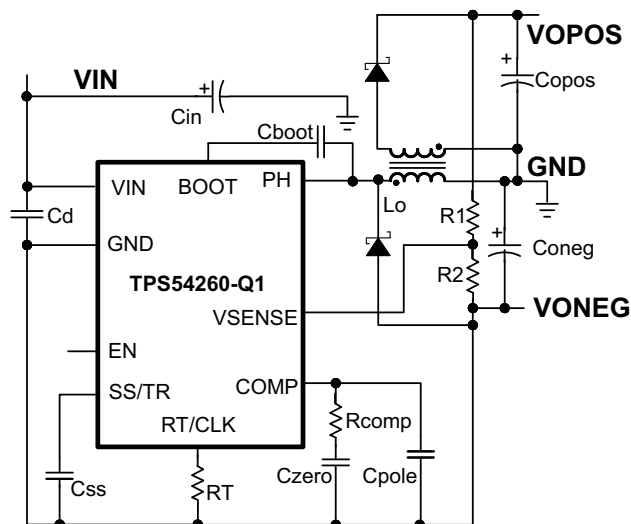 VOPOS
VIN
Copos
Cin
Cboot
GND
VIN
BOOT
PH
Cd
Lo
R1
GND
Coneg
TPS54260-Q1
R2
VSENSE
VONEG
EN
COMP
SS/TR
RT/CLK
Rcomp
Css
RT
Czero
Cpole